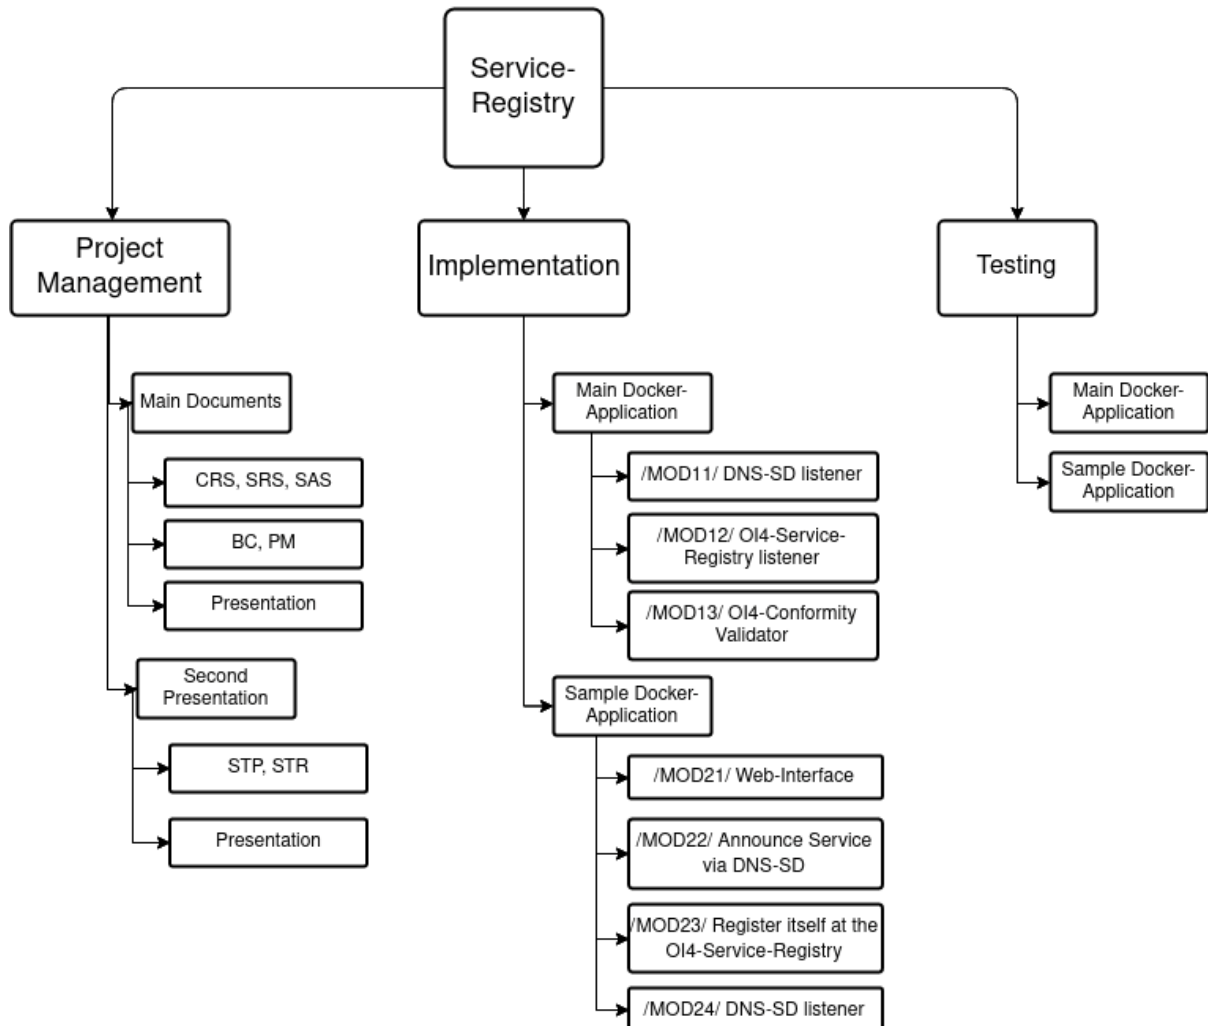 Service-
Registry
Project
Management
Implementation
Testing
Main Documents
CRS, SRS, SAS
BC, PM
Presentation
Second
Presentation
STP, STR
Presentation
Main Docker-
Application
/MOD11/ DNS-SD listener
/MOD12/ OI4-Service-
Registry listener
/MOD13/ OI4-Conformity
Validator
Sample Docker-
Application
/MOD21/ Web-Interface
/MOD22/ Announce Service
via DNS-SD
/MOD23/ Register itself at the
OI4-Service-Registry
/MOD24/ DNS-SD listener
Main Docker-
Application
Sample Docker-
Application